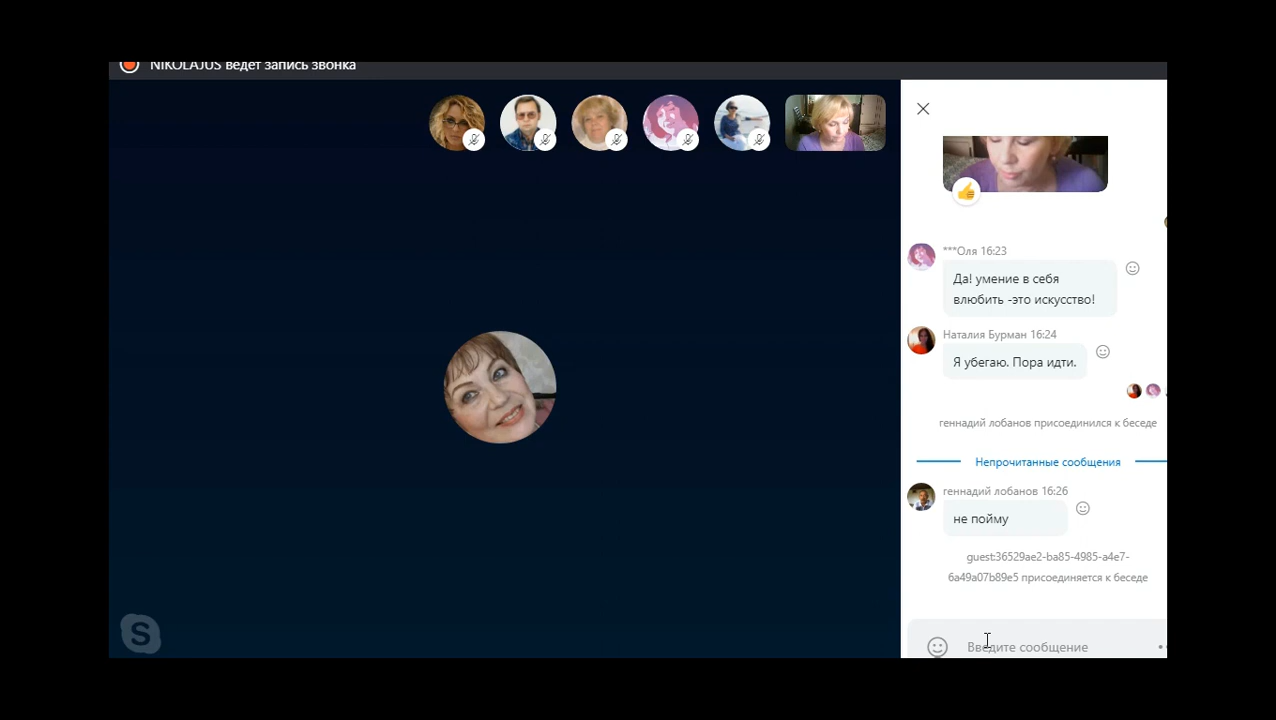 NIKOLAJUS ведет запись звонка
***Оля 16:23
Да! умение в себя
влюбить -это искусство!
Наталия Бурман 16:24
Я убегаю. Пора идти.
геннадий лобанов присоединился к беседе
Непрочитанные сообщения
геннадий лобанов 16:26
не пойму
guest:36529ae2-ba85-4985-a4e7-
6a49a07b89e5 присоединяется к беседе
S
Введите сообщение